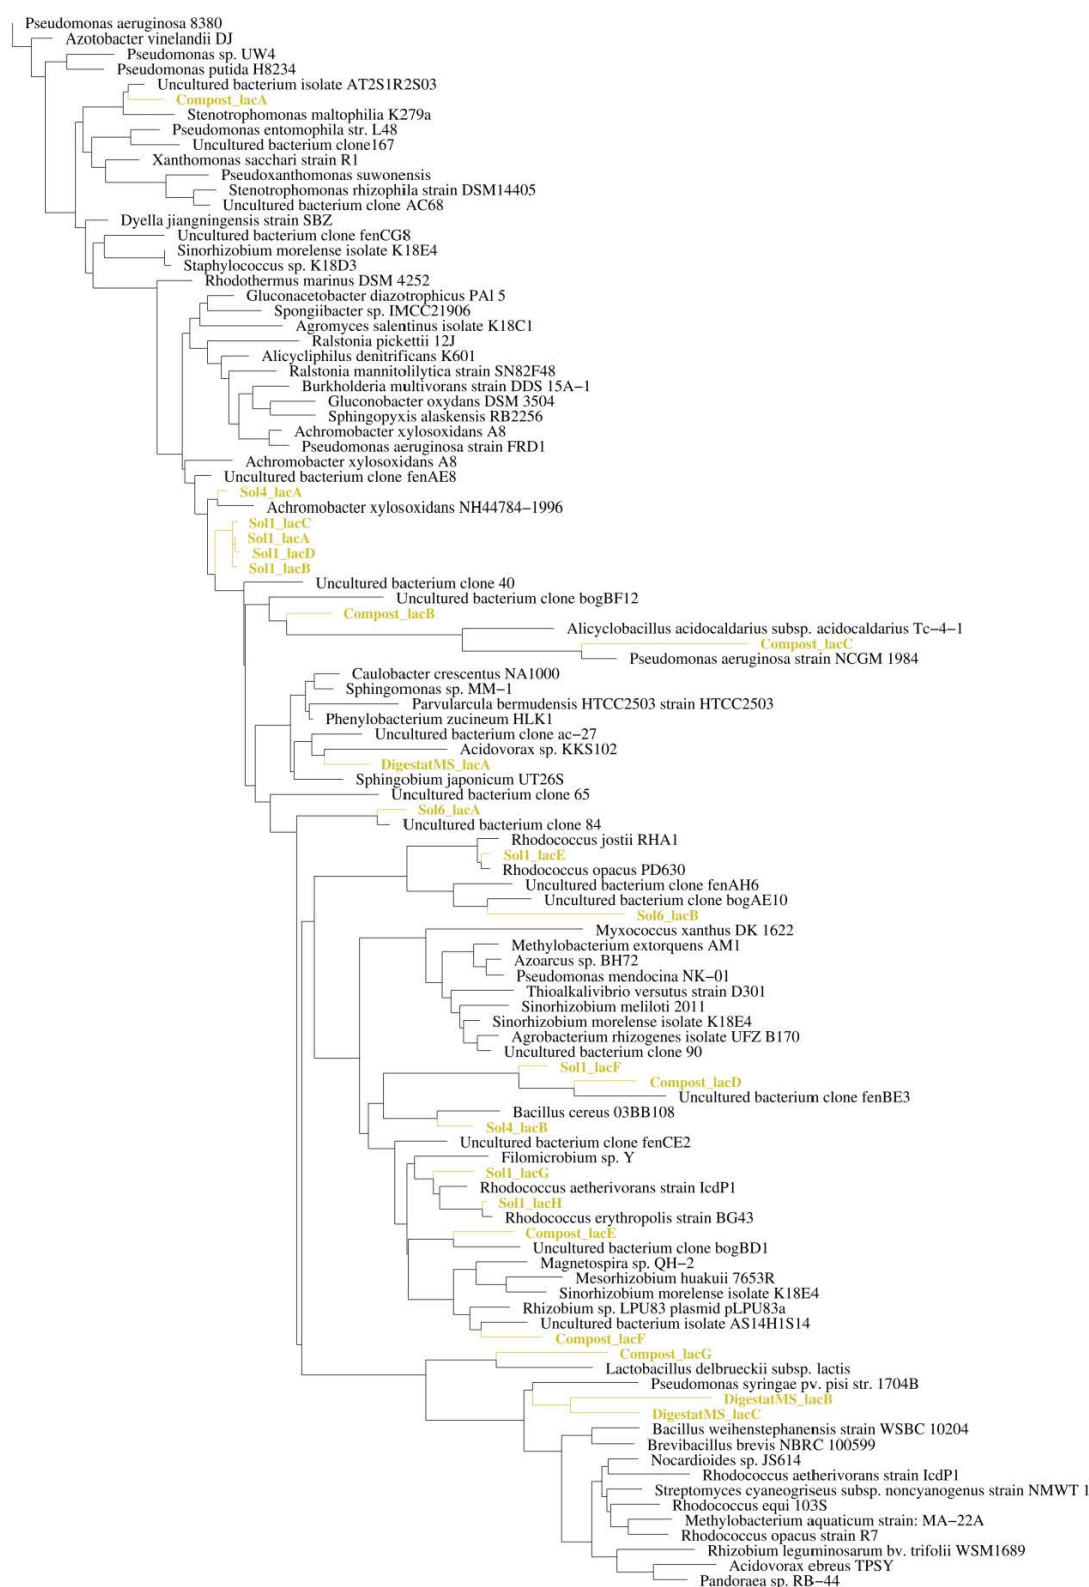 Pseudomonas aeruginosa 8380
Azotobacter vinelandii DJ
Pseudomonas sp. UW4
Pseudomonas putida H8234
Uncultured bacterium isolate AT2S1R2S03
Compost_lacA
Stenotrophomonas maltophilia K279a
Pseudomonas entomophila str. L48
Uncultured bacterium clone167
Xanthomonas sacchari strain R1
Pseudoxanthomonas suwonensis
Stenotrophomonas rhizophila strain DSM14405
Uncultured bacterium clone AC68
Dyella jiangningensis strain SBZ
Uncultured bacterium clone fenCG8
Sinorhizobium morelense isolate K18E4
Staphylococcus sp. K18D3
Rhodothermus marinus DSM 4252
Gluconacetobacter diazotrophicus PAl 5
Spongiibacter sp. IMCC21906
Agromyces salentinus isolate K18C1
Ralstonia pickettii 12J
Alicycliphilus denitrificans K601
Ralstonia mannitolilytica strain SN82F48
Burkholderia multivorans strain DDS 15A−1
Gluconobacter oxydans DSM 3504
Sphingopyxis alaskensis RB2256
Achromobacter xylosoxidans A8
Pseudomonas aeruginosa strain FRD1
Achromobacter xylosoxidans A8
Uncultured bacterium clone fenAE8
Sol4_lacA
Achromobacter xylosoxidans NH44784−1996
Sol1_lacC
Sol1_lacA
Sol1_lacD
Sol1_lacB
Uncultured bacterium clone 40
Uncultured bacterium clone bogBF12
Compost_lacB
Alicyclobacillus acidocaldarius subsp. acidocaldarius Tc−4−1
Compost_lacC
Pseudomonas aeruginosa strain NCGM 1984
Caulobacter crescentus NA1000
Sphingomonas sp. MM−1
Parvularcula bermudensis HTCC2503 strain HTCC2503
Phenylobacterium zucineum HLK1
Uncultured bacterium clone ac-27
Acidovorax sp. KKS102
DigestatMS_lacA
Sphingobium japonicum UT26S
Uncultured bacterium clone 65
Sol6_lacA
Uncultured bacterium clone 84
Rhodococcus jostii RHA1
Sol1_lacE
Rhodococcus opacus PD630
Uncultured bacterium clone fenAH6
Uncultured bacterium clone bogAE10
Sol6_lacB
Myxococcus xanthus DK 1622
Methylobacterium extorquens AM1
Azoarcus sp. BH72
Pseudomonas mendocina NK−01
Thioalkalivibrio versutus strain D301
Sinorhizobium meliloti 2011
Sinorhizobium morelense isolate K18E4
Agrobacterium rhizogenes isolate UFZ B170
Uncultured bacterium clone 90
Sol1_lacF
Compost_lacD
Uncultured bacterium clone fenBE3
Bacillus cereus 03BB108
Sol4_lacB
Uncultured bacterium clone fenCE2
Filomicrobium sp. Y
Sol1_lacG
Rhodococcus aetherivorans strain IcdP1
Sol1_lacH
Rhodococcus erythropolis strain BG43
Compost_lacE
Uncultured bacterium clone bogBD1
Magnetospira sp. QH−2
Mesorhizobium huakuii 7653R
Sinorhizobium morelense isolate K18E4
Rhizobium sp. LPU83 plasmid pLPU83a
Uncultured bacterium isolate AS14H1S14
Compost_lacF
Compost_lacG
Lactobacillus delbrueckii subsp. lactis
Pseudomonas syringae pv. pisi str. 1704B
DigestatMS_lacB
DigestatMS_lacC
Bacillus weihenstephanensis strain WSBC 10204
Brevibacillus brevis NBRC 100599
Nocardioides sp. JS614
Rhodococcus aetherivorans strain IcdP1
Streptomyces cyaneogriseus subsp. noncyanogenus strain NMWT 1
Rhodococcus equi 103S
Methylobacterium aquaticum strain: MA−22A
Rhodococcus opacus strain R7
Rhizobium leguminosarum bv. trifolii WSM1689
Acidovorax ebreus TPSY
Pandoraea sp. RB−44